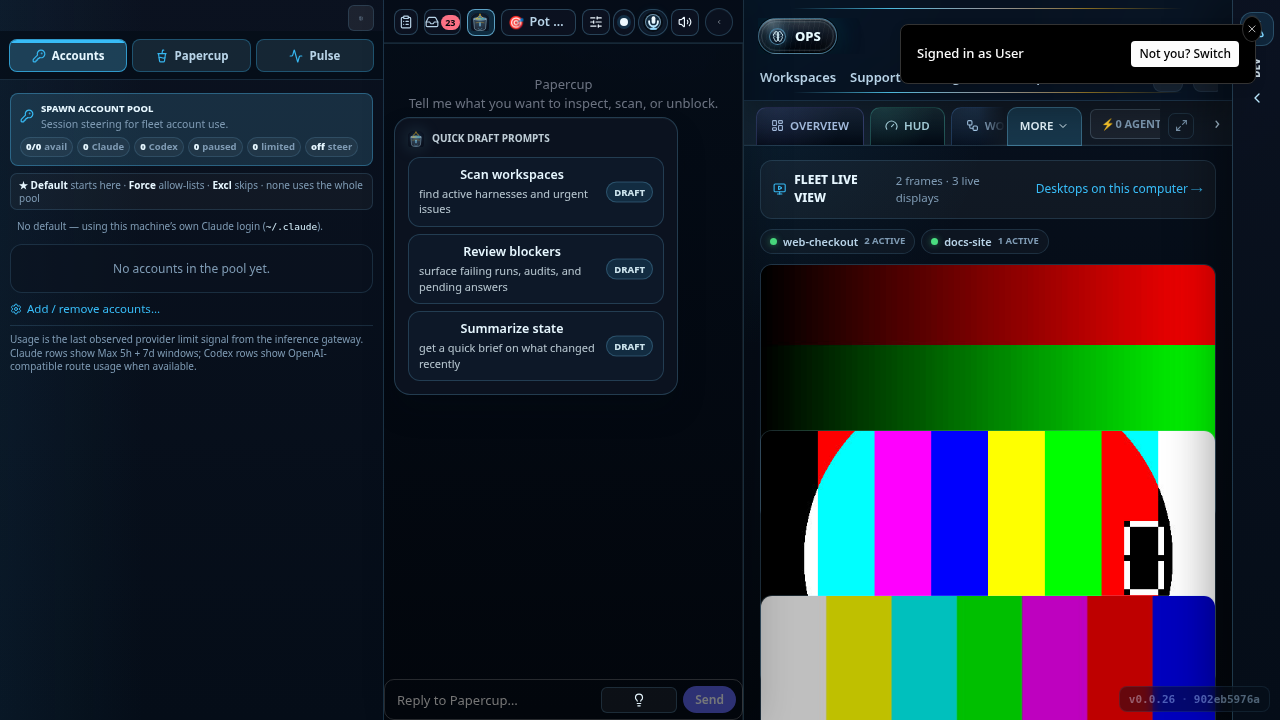 Accounts
Papercup
Pulse
SPAWN ACCOUNT POOL
Session steering for fleet account use.
0/0 avail
0 Claude
0 Codex
0 paused
0 limited
off steer
★ Default starts here · Force allow-lists · Excl skips · none uses the whole
pool
No default — using this machine's own Claude login (~/.claude).
No accounts in the pool yet.
Add / remove accounts...
Usage is the last observed provider limit signal from the inference gateway.
Claude rows show Max 5h + 7d windows; Codex rows show OpenAI-
compatible route usage when available.
23
Pot ...
Papercup
Tell me what you want to inspect, scan, or unblock.
QUICK DRAFT PROMPTS
Scan workspaces
find active harnesses and urgent
issues
DRAFT
Review blockers
surface failing runs, audits, and
pending answers
DRAFT
Summarize state
get a quick brief on what changed
recently
DRAFT
Reply to Papercup...
Send
OPS
Signed in as User
Not you? Switch
Workspaces
Support
DEV
OVERVIEW
HUD
WO
MORE
⚡0 AGENT
FLEET LIVE
VIEW
2 frames · 3 live
displays
Desktops on this computer →
web-checkout 2 ACTIVE
docs-site 1 ACTIVE
v0.0.26 · 902eb5976a